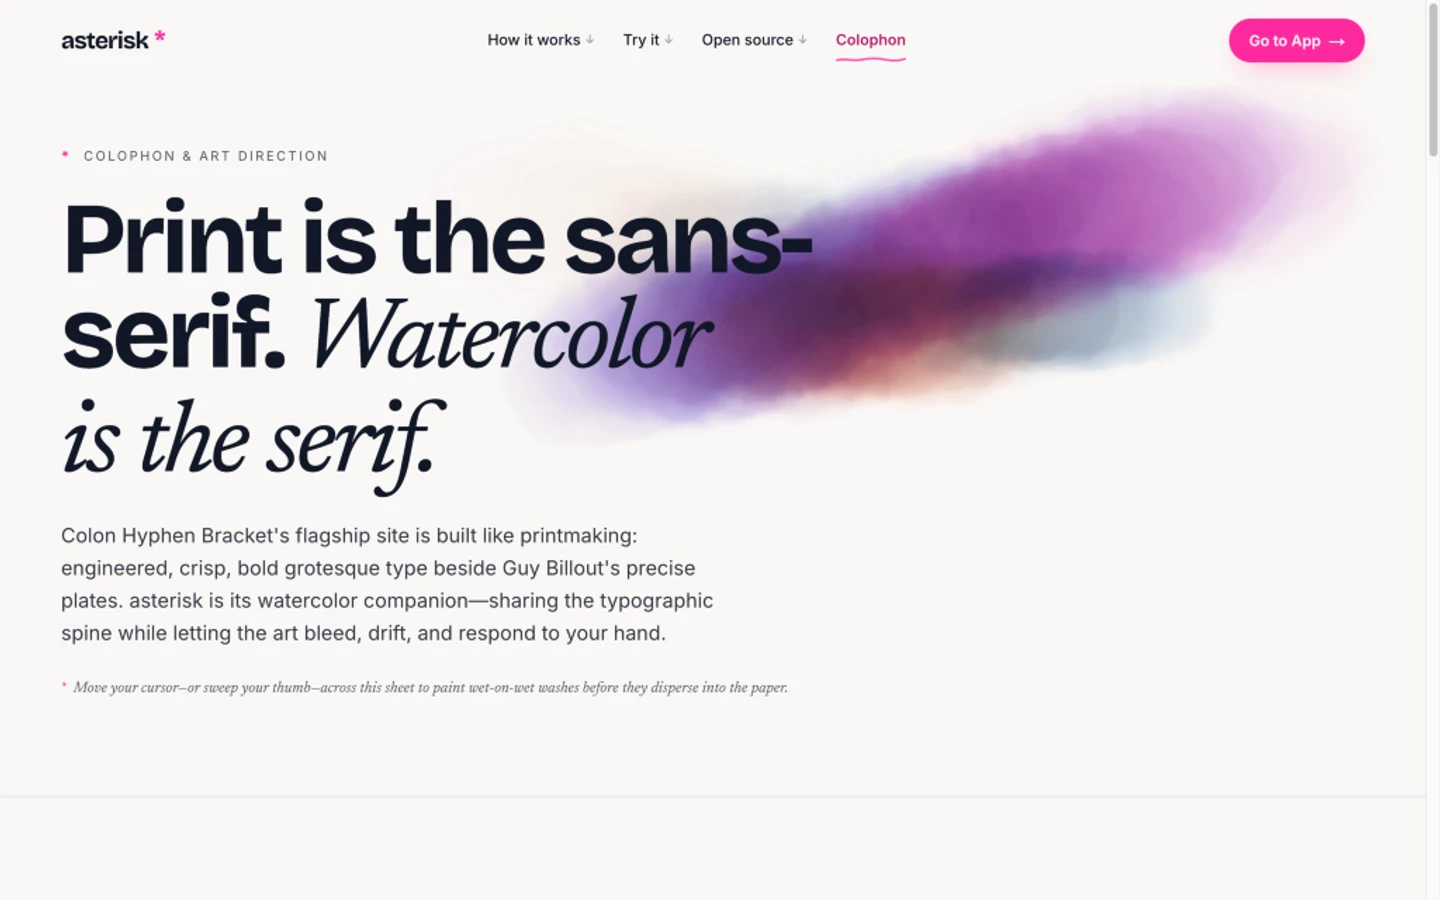 asterisk *
How it works ↓
Try it ↓
Open source ↓
Colophon
Go to App →
* COLOPHON & ART DIRECTION
Print is the sans-
serif. Watercolor
is the serif.
Colon Hyphen Bracket's flagship site is built like printmaking:
engineered, crisp, bold grotesque type beside Guy Billout's precise
plates. asterisk is its watercolor companion—sharing the typographic
spine while letting the art bleed, drift, and respond to your hand.
* Move your cursor—or sweep your thumb—across this sheet to paint wet-on-wet washes before they disperse into the paper.